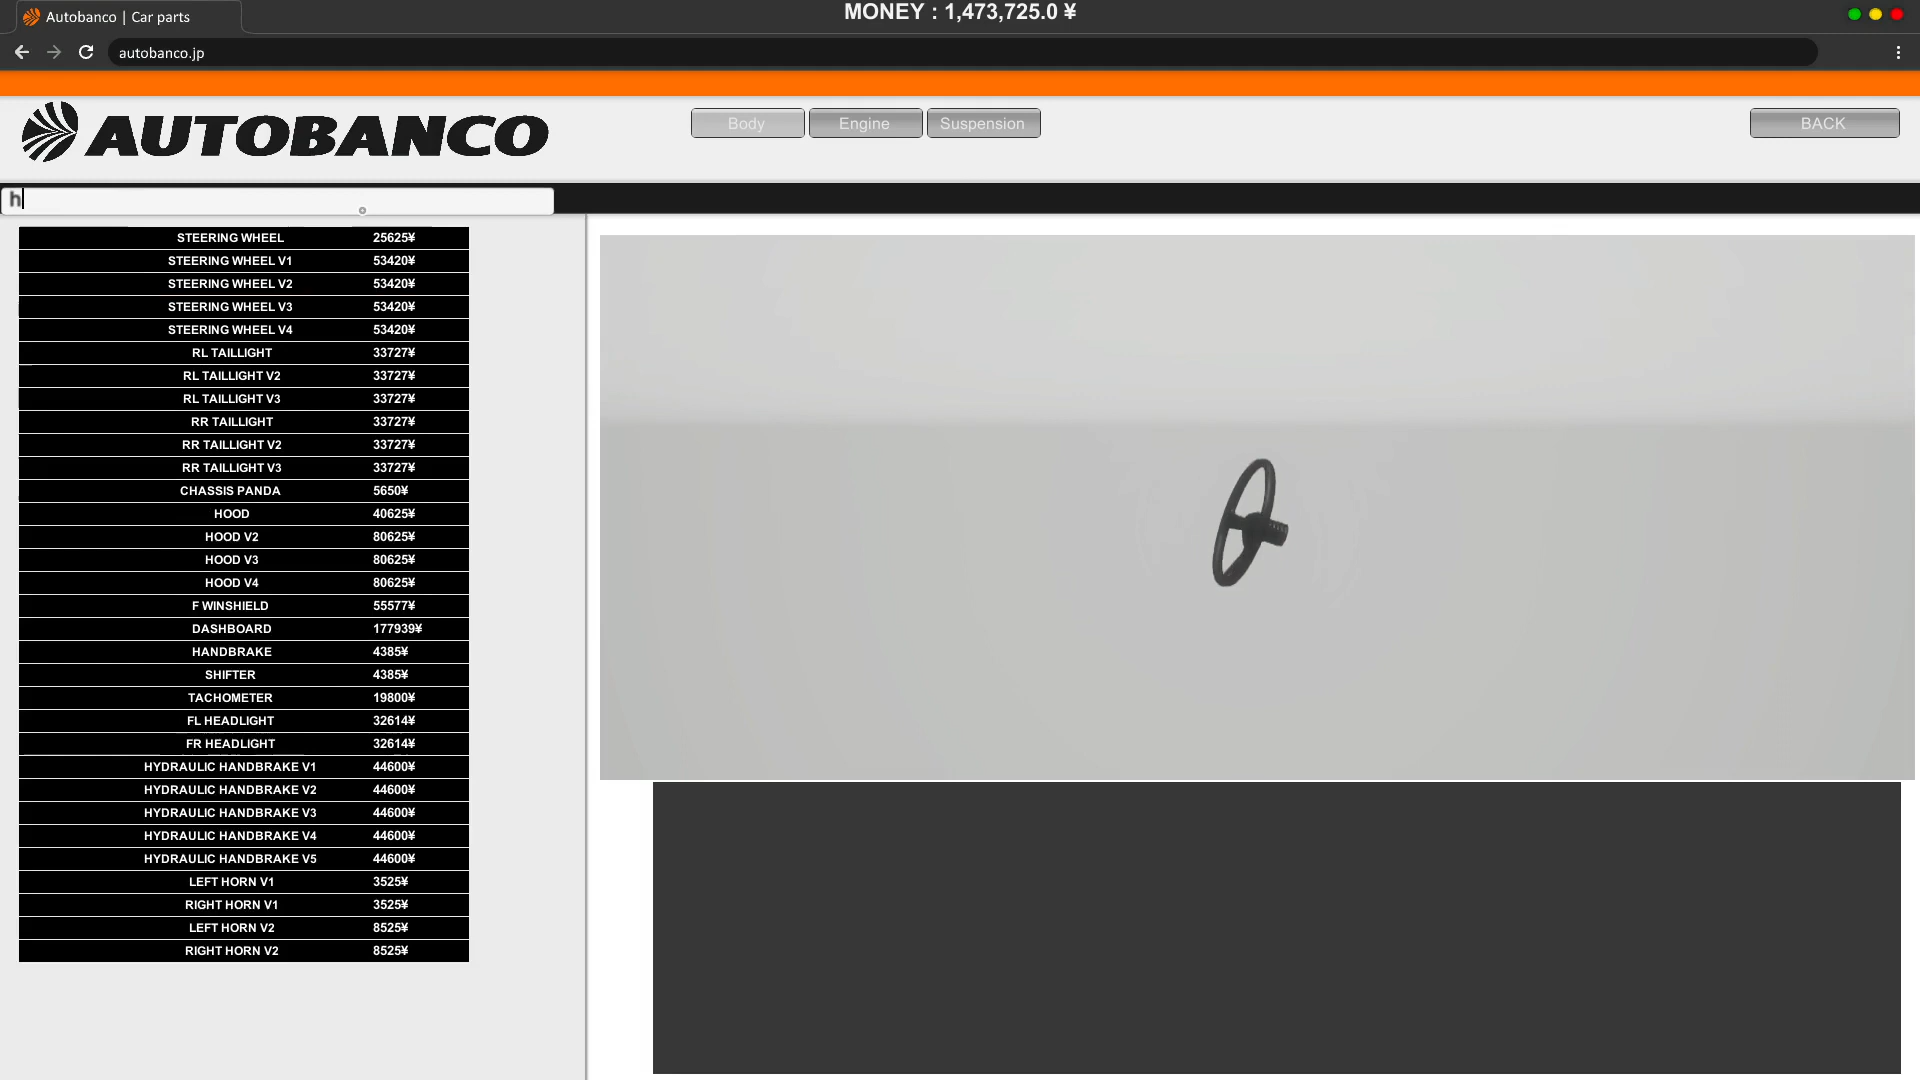 Autobanco | Car parts
MONEY : 1,473,725.0 ¥
autobanco.jp
AUTOBANCO
Body
Engine
Suspension
BACK
h
STEERING WHEEL 25625¥
STEERING WHEEL V1 53420¥
STEERING WHEEL V2 53420¥
STEERING WHEEL V3 53420¥
STEERING WHEEL V4 53420¥
RL TAILLIGHT 33727¥
RL TAILLIGHT V2 33727¥
RL TAILLIGHT V3 33727¥
RR TAILLIGHT 33727¥
RR TAILLIGHT V2 33727¥
RR TAILLIGHT V3 33727¥
CHASSIS PANDA 5650¥
HOOD 40625¥
HOOD V2 80625¥
HOOD V3 80625¥
HOOD V4 80625¥
F WINSHIELD 55577¥
DASHBOARD 177939¥
HANDBRAKE 4385¥
SHIFTER 4385¥
TACHOMETER 19800¥
FL HEADLIGHT 32614¥
FR HEADLIGHT 32614¥
HYDRAULIC HANDBRAKE V1 44600¥
HYDRAULIC HANDBRAKE V2 44600¥
HYDRAULIC HANDBRAKE V3 44600¥
HYDRAULIC HANDBRAKE V4 44600¥
HYDRAULIC HANDBRAKE V5 44600¥
LEFT HORN V1 3525¥
RIGHT HORN V1 3525¥
LEFT HORN V2 8525¥
RIGHT HORN V2 8525¥